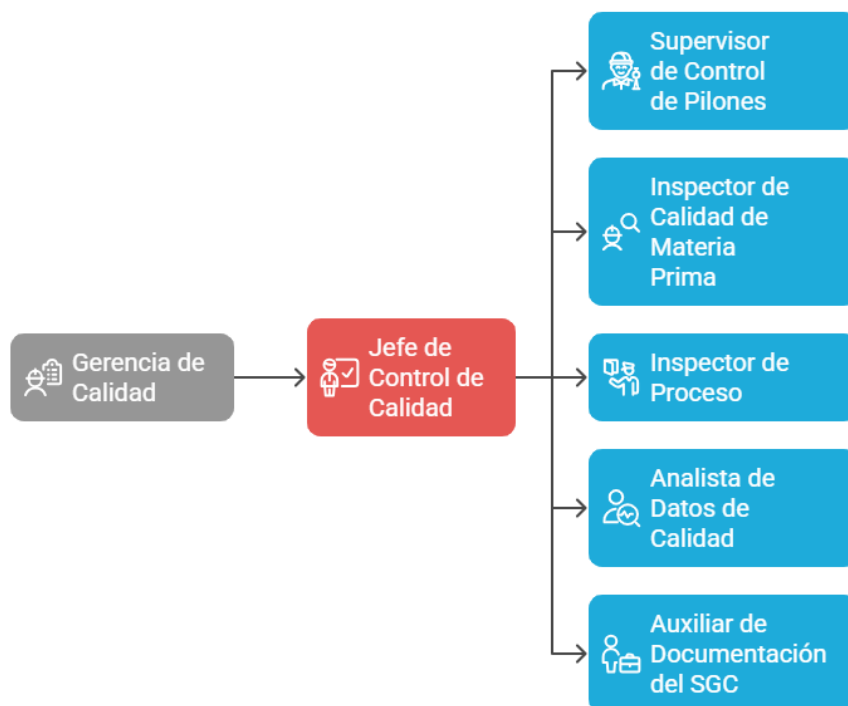 Gerencia de
Calidad
Jefe de
Control de
Calidad
Supervisor
de Control
de Pilones
Inspector de
Calidad de
Materia
Prima
Inspector de
Proceso
Analista de
Datos de
Calidad
Auxiliar de
Documentación
del SGC